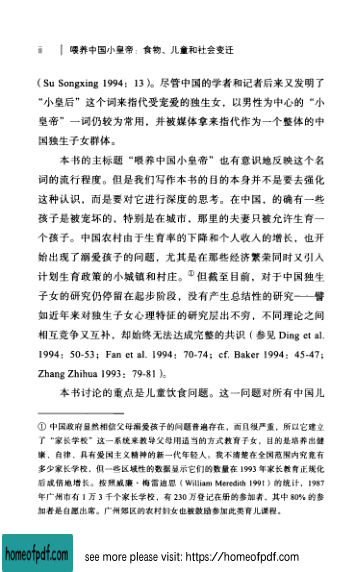 ii | 喂养中国小皇帝：食物、儿童和社会变迁
（Su Songxing 1994：13）。尽管中国的学者和记者后来又发明了
“小皇后”这个词来指代受宠爱的独生女，以男性为中心的“小
皇帝”一词仍较为常用，并被媒体拿来指代作为一个整体的中
国独生子女群体。
本书的主标题“喂养中国小皇帝”也有意识地反映这个名
词的流行程度。但是我们写作本书的目的本身并不是要去强化
这种认识，而是要对它进行深度的思考。在中国，的确有一些
孩子是被宠坏的，特别是在城市，那里的夫妻只被允许生育一
个孩子。中国农村由于生育率的下降和个人收入的增长，也开
始出现了溺爱孩子的问题，尤其是在那些经济繁荣同时又引入
计划生育政策的小城镇和村庄。①但截至目前，对于中国独生
子女的研究仍停留在起步阶段，没有产生总结性的研究——譬
如近年来对独生子女心理特征的研究层出不穷，不同理论之间
相互竞争又互补，却始终无法达成完整的共识（参见 Ding et al.
1994：50-53；Fan et al. 1994：70-74；cf. Baker 1994：45-47；
Zhang Zhihua 1993：79-81）。
本书讨论的重点是儿童饮食问题。这一问题对所有中国儿
① 中国政府显然相信父母溺爱孩子的问题普遍存在，而且很严重，所以它建立
了“家长学校”这一系统来教导父母用适当的方式教育子女，目的是培养出健
康、自律、具有爱国主义精神的新一代年轻人。我不清楚在全国范围内究竟有
多少家长学校，但一些区域性的数据显示它们的数量在 1993 年家长教育正规化
后成倍地增长。按照威廉·梅雷迪思（William Meredith 1991）的统计，1987
年广州市有 1 万 3 千个家长学校，有 230 万登记在册的参加者，其中 80% 的参
加者是自愿出席。广州郊区的农村妇女也被鼓励参加此类育儿课程。
homeofpdf.com
see more please visit: https://homeofpdf.com